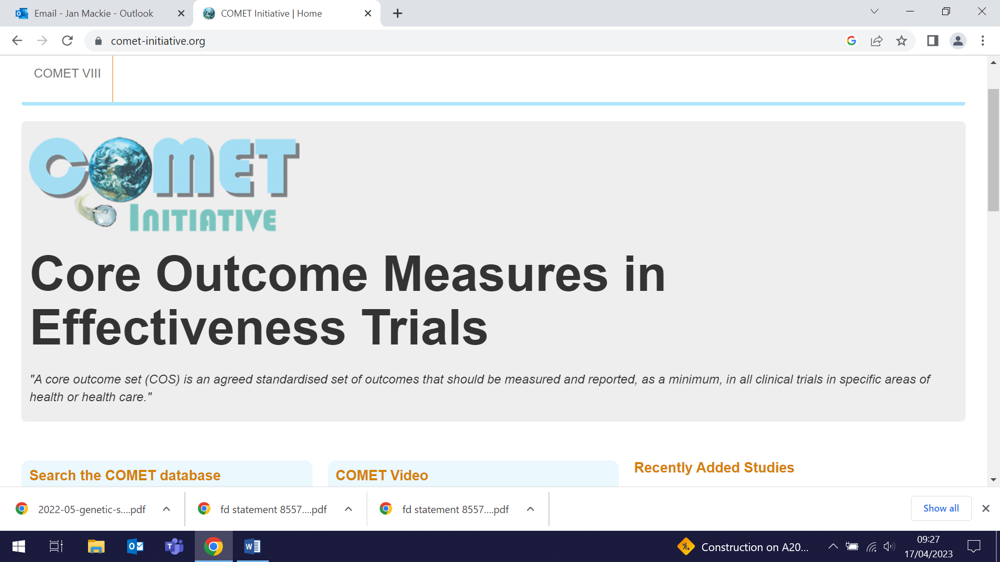 Email - Jan Mackie - Outlook
COMET Initiative | Home
comet-initiative.org
COMET VIII
COMET
INITIATIVE
Core Outcome Measures in
Effectiveness Trials
"A core outcome set (COS) is an agreed standardised set of outcomes that should be measured and reported, as a minimum, in all clinical trials in specific areas of
health or health care."
Search the COMET database
COMET Video
Recently Added Studies
2022-05-genetic-s....pdf
fd statement 8557....pdf
fd statement 8557....pdf
Show all
Construction on A20...
09:27
17/04/2023